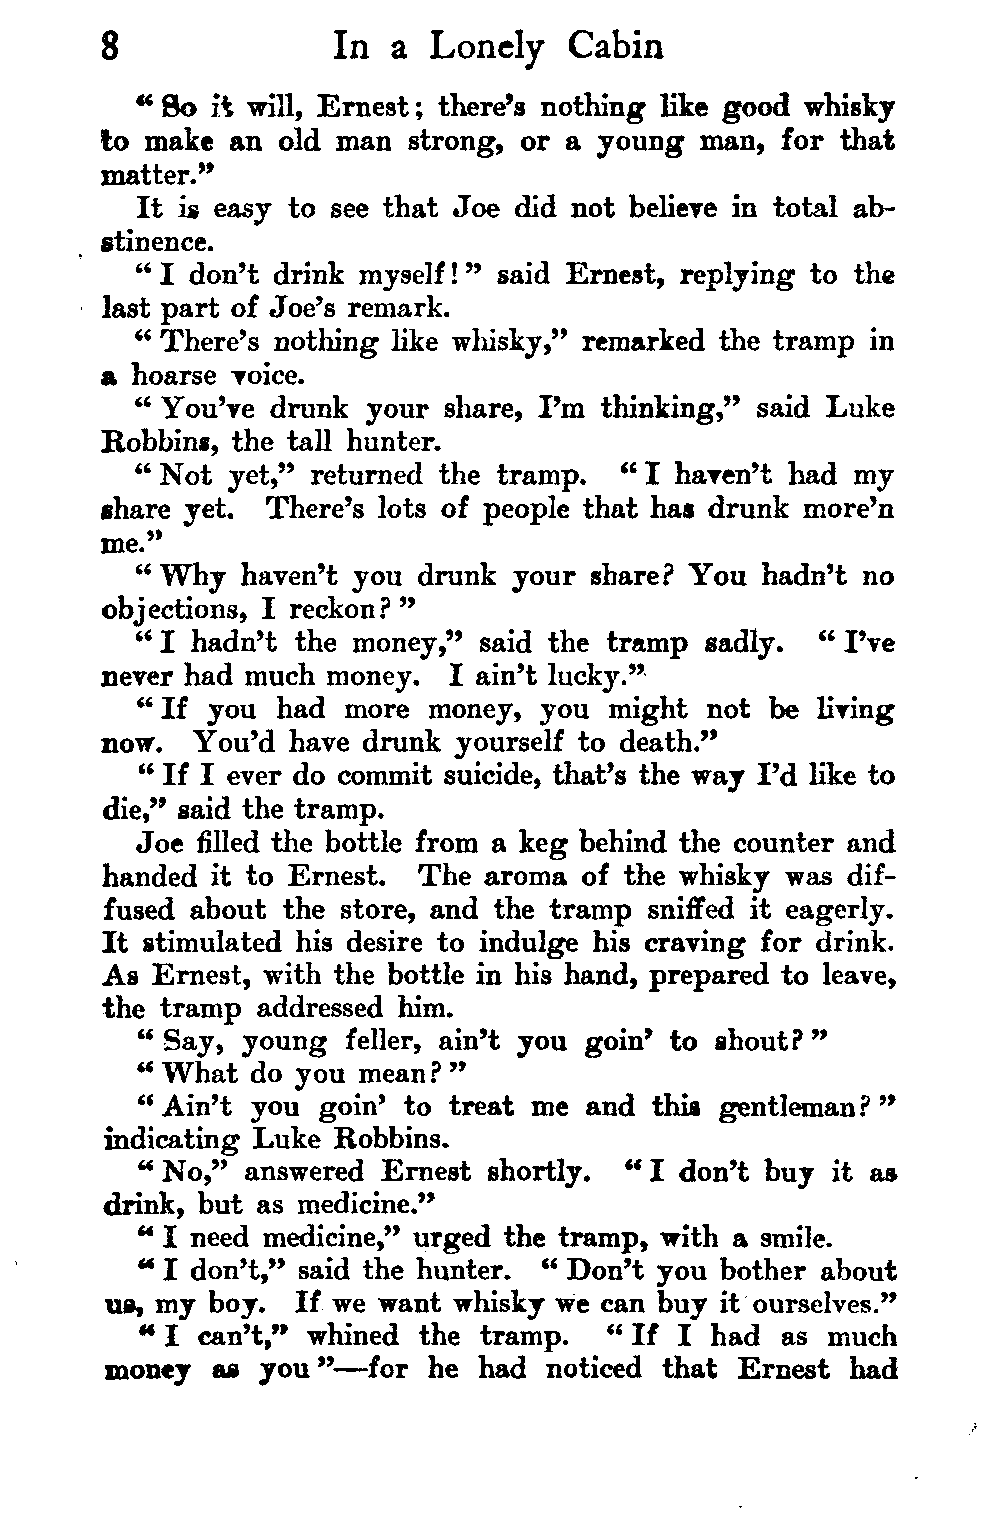 8 In a Lonely Cabin
“So it will, Ernest; there’s nothing like good whisky
to make an old man strong, or a young man, for that
matter.”
It is easy to see that Joe did not believe in total ab-
stinence.
“I don’t drink myself!” said Ernest, replying to the
last part of Joe’s remark.
“There’s nothing like whisky,” remarked the tramp in
a hoarse voice.
“You’ve drunk your share, I’m thinking,” said Luke
Robbins, the tall hunter.
“Not yet,” returned the tramp. “I haven’t had my
share yet. There’s lots of people that has drunk more’n
me.”
“Why haven’t you drunk your share? You hadn’t no
objections, I reckon?”
“I hadn’t the money,” said the tramp sadly. “I’ve
never had much money. I ain’t lucky.”
“If you had more money, you might not be living
now. You’d have drunk yourself to death.”
“If I ever do commit suicide, that’s the way I’d like to
die,” said the tramp.
Joe filled the bottle from a keg behind the counter and
handed it to Ernest. The aroma of the whisky was dif-
fused about the store, and the tramp sniffed it eagerly.
It stimulated his desire to indulge his craving for drink.
As Ernest, with the bottle in his hand, prepared to leave,
the tramp addressed him.
“Say, young feller, ain’t you goin’ to shout?”
“What do you mean?”
“Ain’t you goin’ to treat me and this gentleman?”
indicating Luke Robbins.
“No,” answered Ernest shortly. “I don’t buy it as
drink, but as medicine.”
“I need medicine,” urged the tramp, with a smile.
“I don’t,” said the hunter. “Don’t you bother about
us, my boy. If we want whisky we can buy it ourselves.”
“I can’t,” whined the tramp. “If I had as much
money as you”—for he had noticed that Ernest had